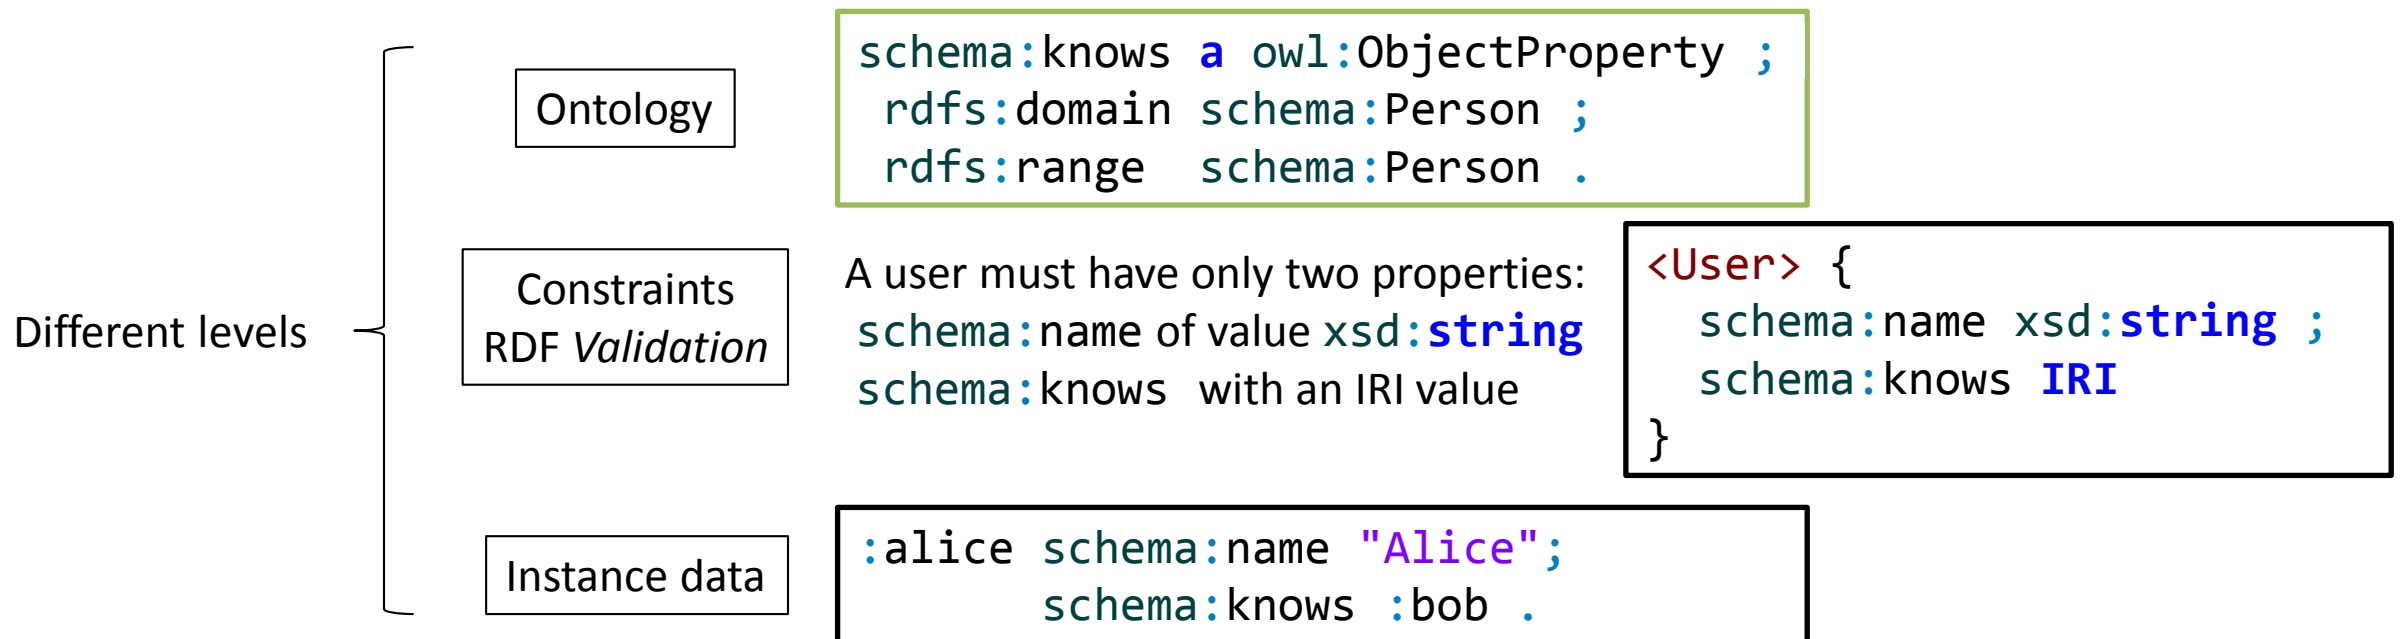 Different levels
Ontology
schema:knows a owl:ObjectProperty ;
rdfs:domain schema:Person ;
rdfs:range schema:Person .
Constraints
RDF Validation
A user must have only two properties:
schema:name of value xsd:string
schema:knows with an IRI value
<User> {
schema:name xsd:string ;
schema:knows IRI
}
Instance data
:alice schema:name "Alice";
schema:knows :bob .